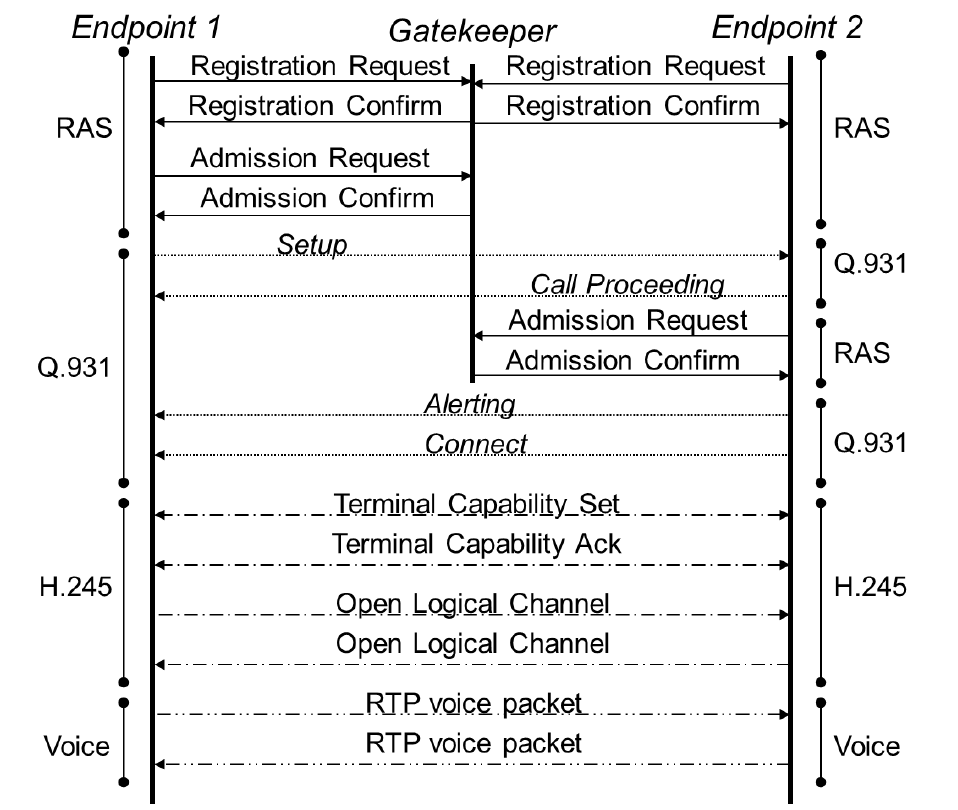 Endpoint 1 Gatekeeper Endpoint 2
Registration Request Registration Request
Registration Confirm Registration Confirm
RAS RAS
Admission Request
Admission Confirm
Setup
Q.931
Call Proceeding
Admission Request
RAS
Admission Confirm
Q.931
Alerting
Connect Q.931
Terminal Capability Set
Terminal Capability Ack
H.245 H.245
Open Logical Channel
Open Logical Channel
RTP voice packet
RTP voice packet
Voice Voice